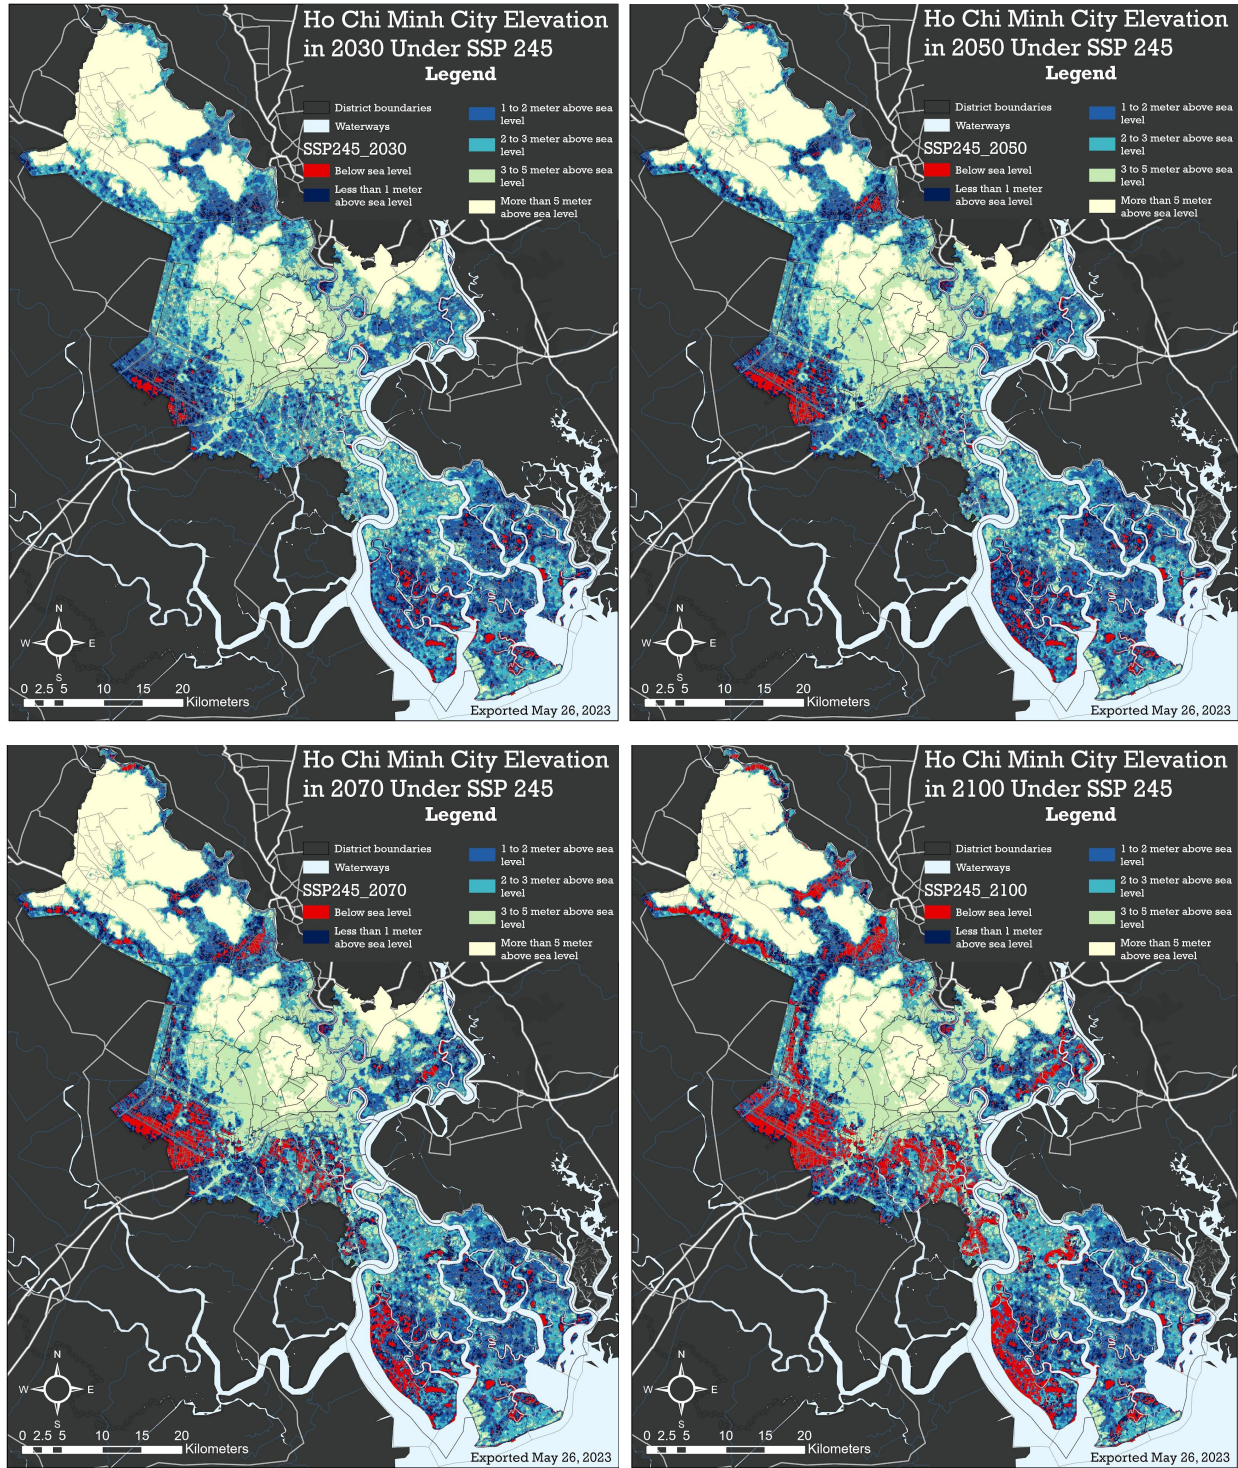 Ho Chi Minh City Elevation
in 2030 Under SSP 245
Legend
District boundaries
Waterways
SSP245_2030
Below sea level
Less than 1 meter
above sea level
1 to 2 meter above sea
level
2 to 3 meter above sea
level
3 to 5 meter above sea
level
More than 5 meter
above sea level
N
W
E
S
0 2.5 5 10 15 20
Kilometers
Exported May 26, 2023
Ho Chi Minh City Elevation
in 2050 Under SSP 245
Legend
District boundaries
Waterways
SSP245_2050
Below sea level
Less than 1 meter
above sea level
1 to 2 meter above sea
level
2 to 3 meter above sea
level
3 to 5 meter above sea
level
More than 5 meter
above sea level
N
W
E
S
0 2.5 5 10 15 20
Kilometers
Exported May 26, 2023
Ho Chi Minh City Elevation
in 2070 Under SSP 245
Legend
District boundaries
Waterways
SSP245_2070
Below sea level
Less than 1 meter
above sea level
1 to 2 meter above sea
level
2 to 3 meter above sea
level
3 to 5 meter above sea
level
More than 5 meter
above sea level
N
W
E
S
0 2.5 5 10 15 20
Kilometers
Exported May 26, 2023
Ho Chi Minh City Elevation
in 2100 Under SSP 245
Legend
District boundaries
Waterways
SSP245_2100
Below sea level
Less than 1 meter
above sea level
1 to 2 meter above sea
level
2 to 3 meter above sea
level
3 to 5 meter above sea
level
More than 5 meter
above sea level
N
W
E
S
0 2.5 5 10 15 20
Kilometers
Exported May 26, 2023